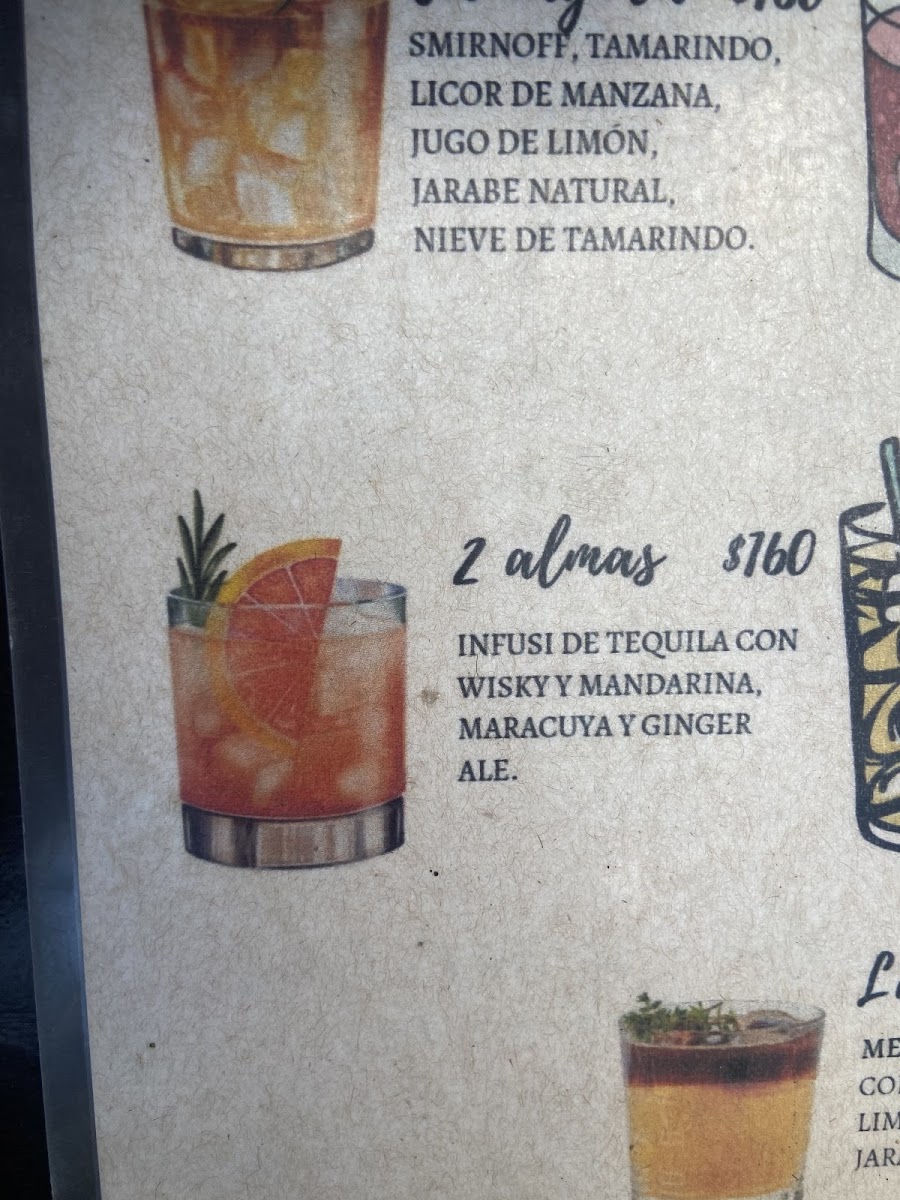 SMIRNOFF, TAMARINDO,
LICOR DE MANZANA,
JUGO DE LIMÓN,
JARABE NATURAL,
NIEVE DE TAMARINDO.
2 almas $160
INFUSI DE TEQUILA CON
WISKY Y MANDARINA,
MARACUYA Y GINGER
ALE.